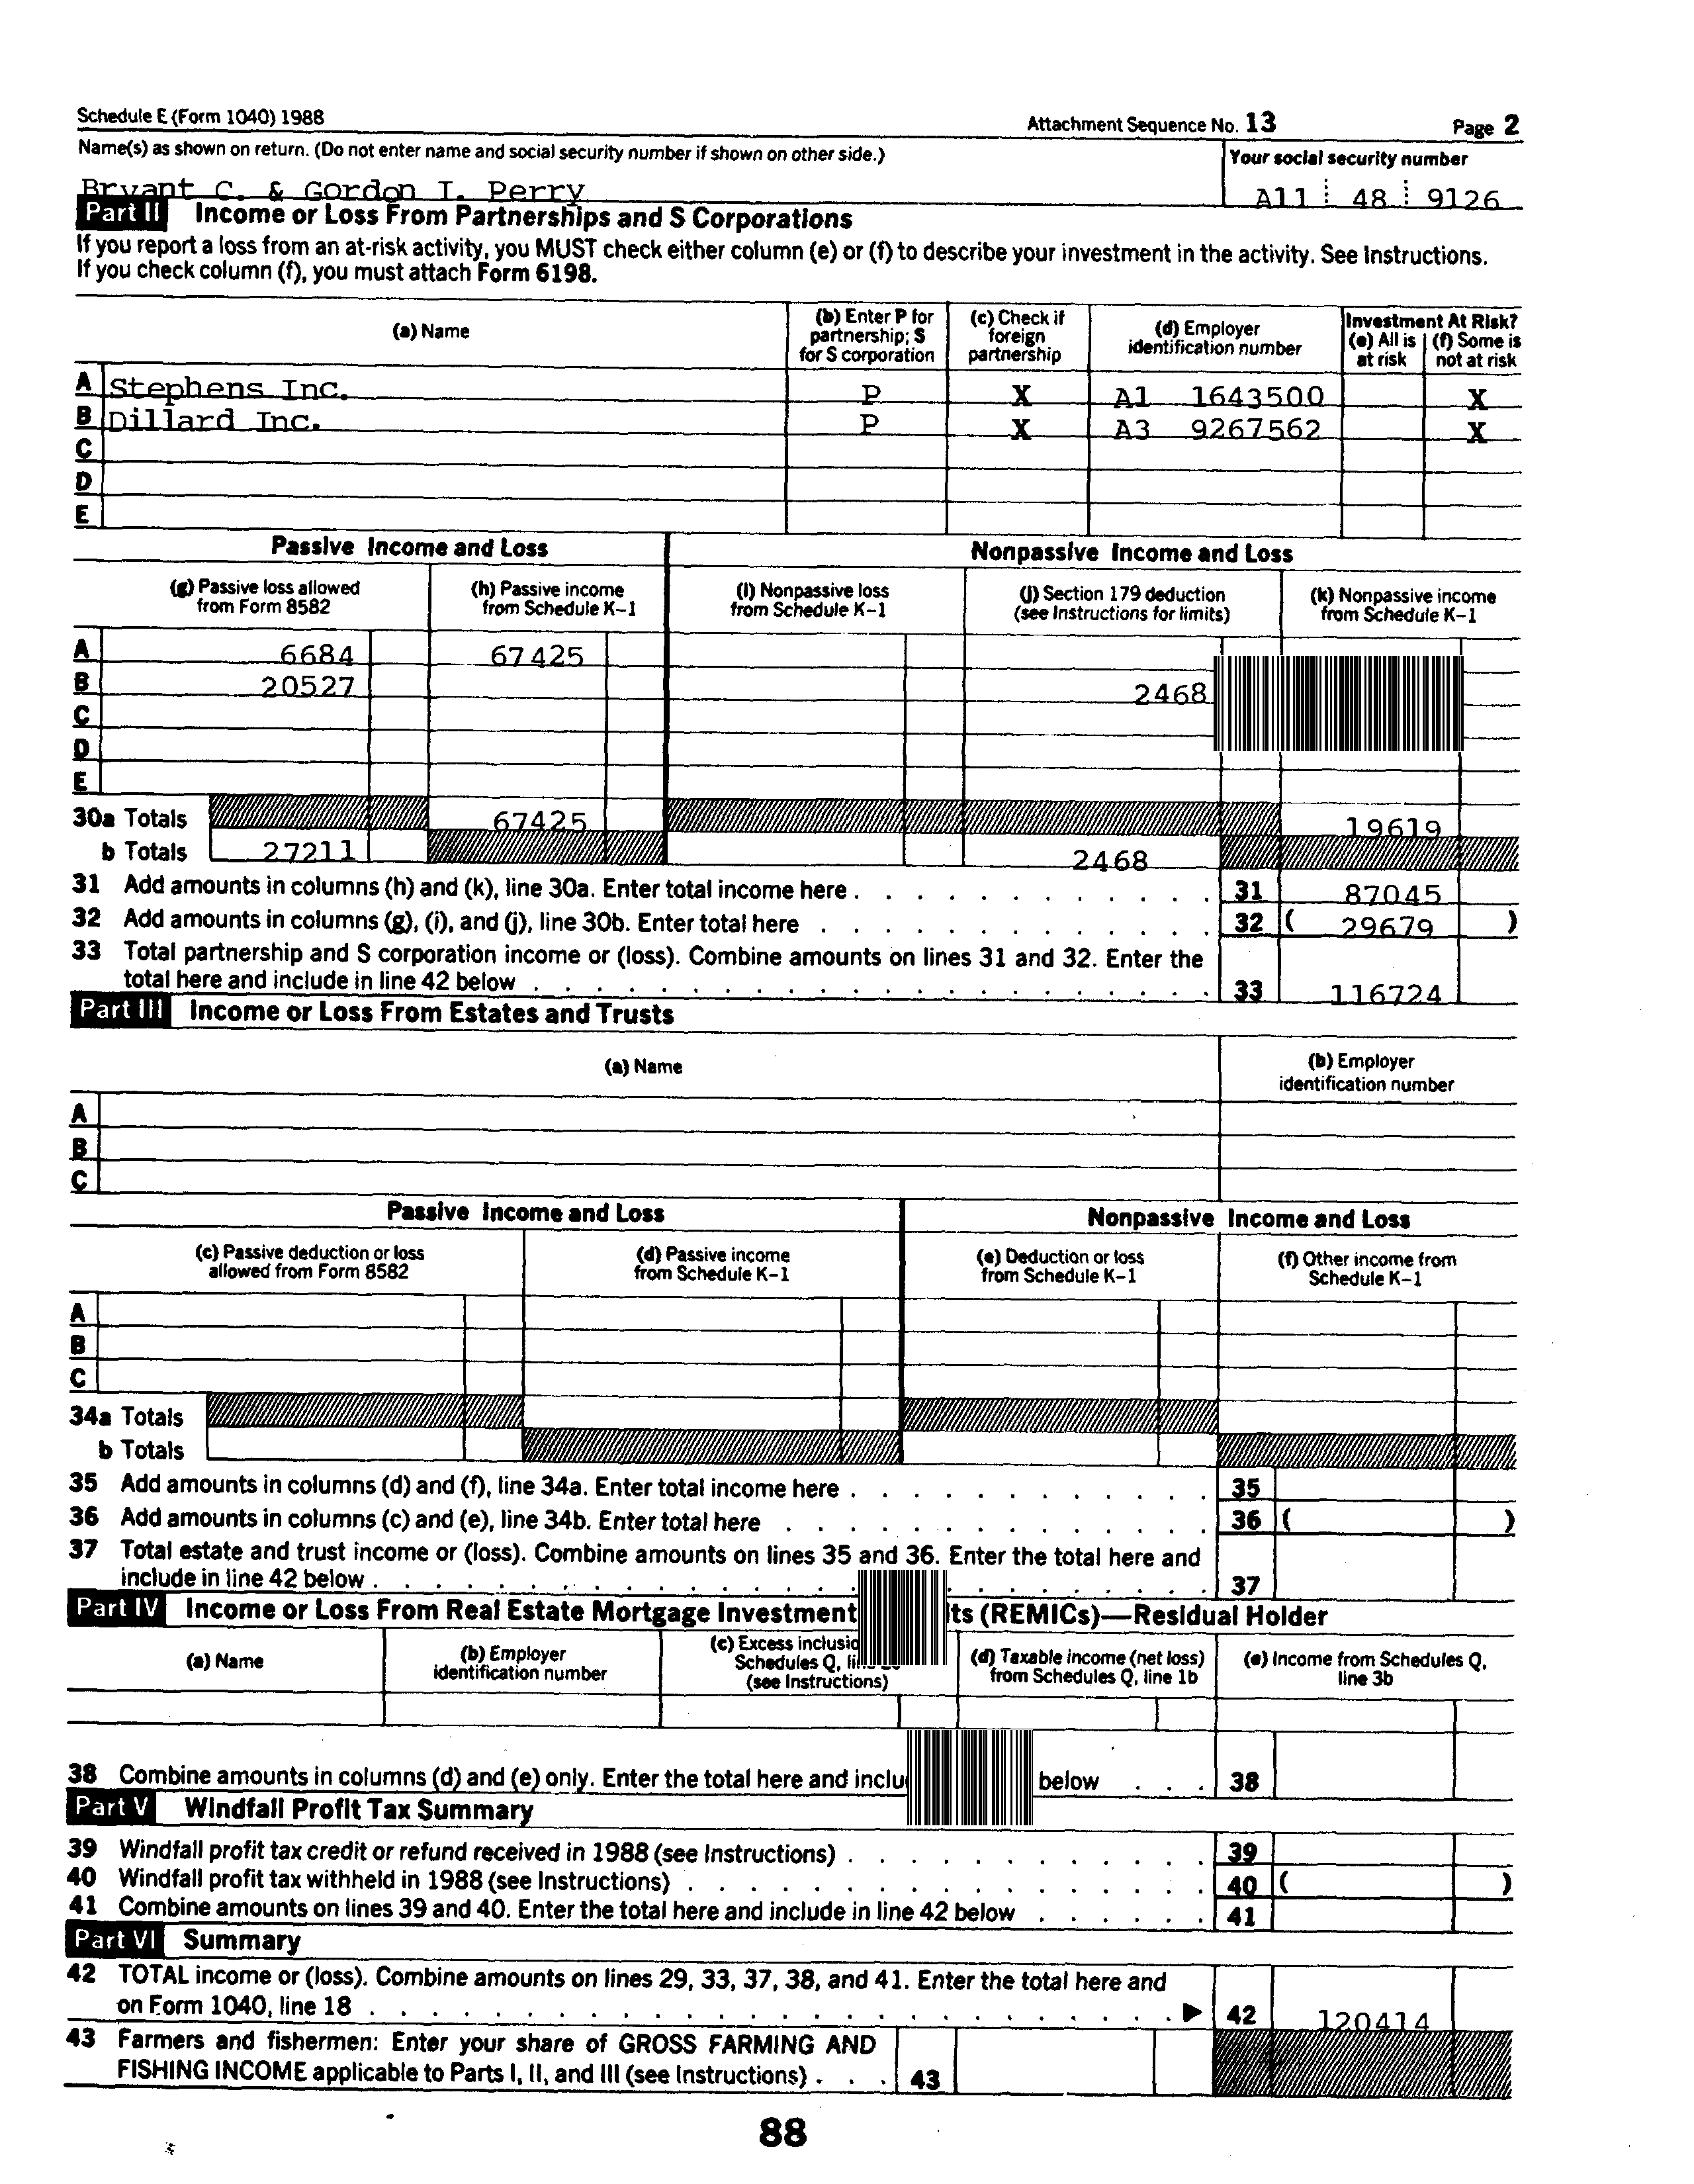 Schedule E (Form 1040) 1988 Attachment Sequence No. 13 Page 2
Name(s) as shown on return. (Do not enter name and social security number if shown on other side.) Your social security number
Bryant C. & Gordon I. Perry A11 48 9126
Part II Income or Loss From Partnerships and S Corporations
If you report a loss from an at-risk activity, you MUST check either column (e) or (f) to describe your investment in the activity. See Instructions.
If you check column (f), you must attach Form 6198.
(a) Name
(b) Enter P for partnership; S for S corporation
(c) Check if foreign partnership
(d) Employer identification number
Investment At Risk?
(e) All is at risk
(f) Some is not at risk
A Stephens Inc. P X A1 1643500 X
B Dillard Inc. P X A3 9267562 X
C
D
E
Passive Income and Loss Nonpassive Income and Loss
(g) Passive loss allowed from Form 8582
(h) Passive income from Schedule K-1
(i) Nonpassive loss from Schedule K-1
(j) Section 179 deduction (see Instructions for limits)
(k) Nonpassive income from Schedule K-1
A 6684 67425
B 20527 2468
C
D
E
30a Totals 67425 19619
b Totals 27211 2468
31 Add amounts in columns (h) and (k), line 30a. Enter total income here 31 87045
32 Add amounts in columns (g), (i), and (j), line 30b. Enter total here 32 ( 29679 )
33 Total partnership and S corporation income or (loss). Combine amounts on lines 31 and 32. Enter the
total here and include in line 42 below 33 116724
Part III Income or Loss From Estates and Trusts
(a) Name
(b) Employer identification number
A
B
C
Passive Income and Loss Nonpassive Income and Loss
(c) Passive deduction or loss allowed from Form 8582
(d) Passive income from Schedule K-1
(e) Deduction or loss from Schedule K-1
(f) Other income from Schedule K-1
A
B
C
34a Totals
b Totals
35 Add amounts in columns (d) and (f), line 34a. Enter total income here 35
36 Add amounts in columns (c) and (e), line 34b. Enter total here 36 ( )
37 Total estate and trust income or (loss). Combine amounts on lines 35 and 36. Enter the total here and
include in line 42 below 37
Part IV Income or Loss From Real Estate Mortgage Investment ts (REMICs)—Residual Holder
(a) Name
(b) Employer identification number
(c) Excess inclusio
Schedules Q,
(see Instructions)
(d) Taxable income (net loss) from Schedules Q, line 1b
(e) Income from Schedules Q, line 3b
38 Combine amounts in columns (d) and (e) only. Enter the total here and inclu below 38
Part V Windfall Profit Tax Summary
39 Windfall profit tax credit or refund received in 1988 (see Instructions) 39
40 Windfall profit tax withheld in 1988 (see Instructions) 40 ( )
41 Combine amounts on lines 39 and 40. Enter the total here and include in line 42 below 41
Part VI Summary
42 TOTAL income or (loss). Combine amounts on lines 29, 33, 37, 38, and 41. Enter the total here and
on Form 1040, line 18 ▶ 42 120414
43 Farmers and fishermen: Enter your share of GROSS FARMING AND
FISHING INCOME applicable to Parts I, II, and III (see Instructions) 43
88